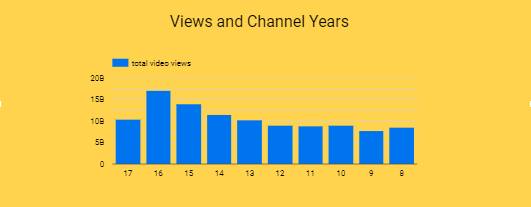 Views and Channel Years
total video views
20B
15B
10B
5B
0
17 16 15 14 13 12 11 10 9 8